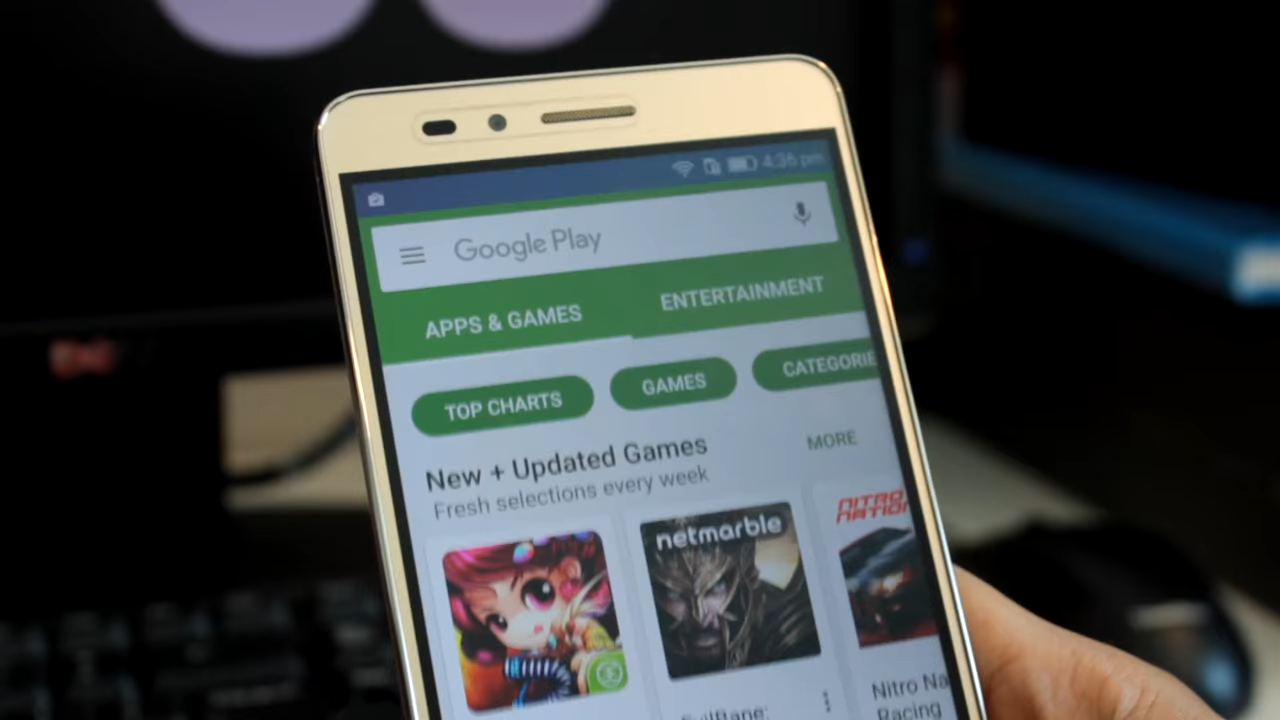 4:36 pm
Google Play
APPS & GAMES
ENTERTAINMENT
TOP CHARTS
GAMES
CATEGORIE
New + Updated Games
MORE
Fresh selections every week
netmarble
NITRO
NATION
EvilBane:
Nitro Na
Racing